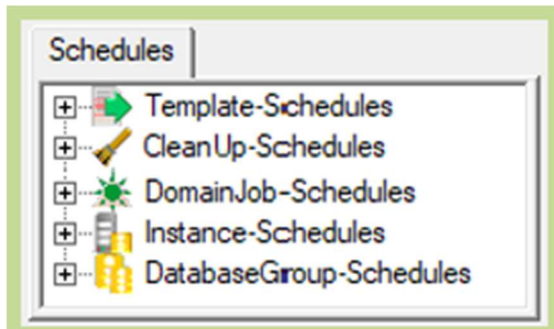 Schedules
Template-Schedules
CleanUp-Schedules
DomainJob-Schedules
Instance-Schedules
DatabaseGroup-Schedules